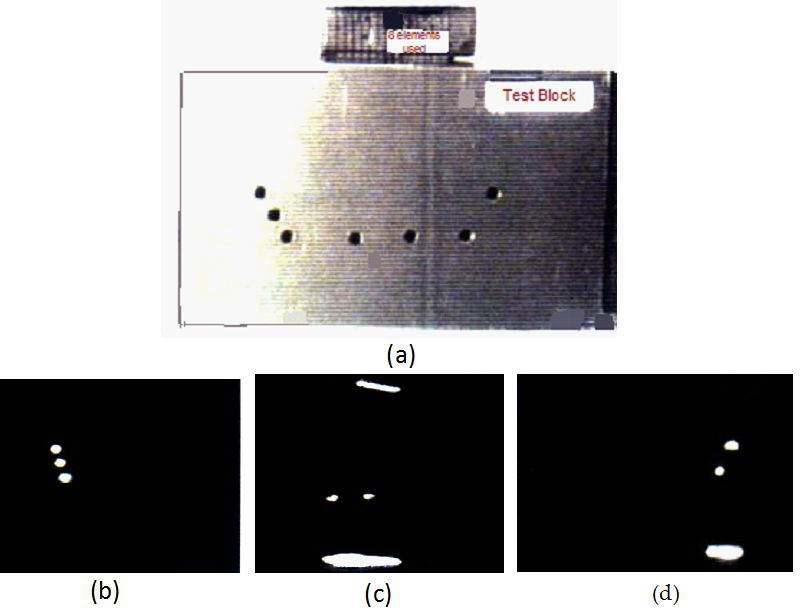 8 elements
used
Test Block
(a)
(b)
(c)
(d)